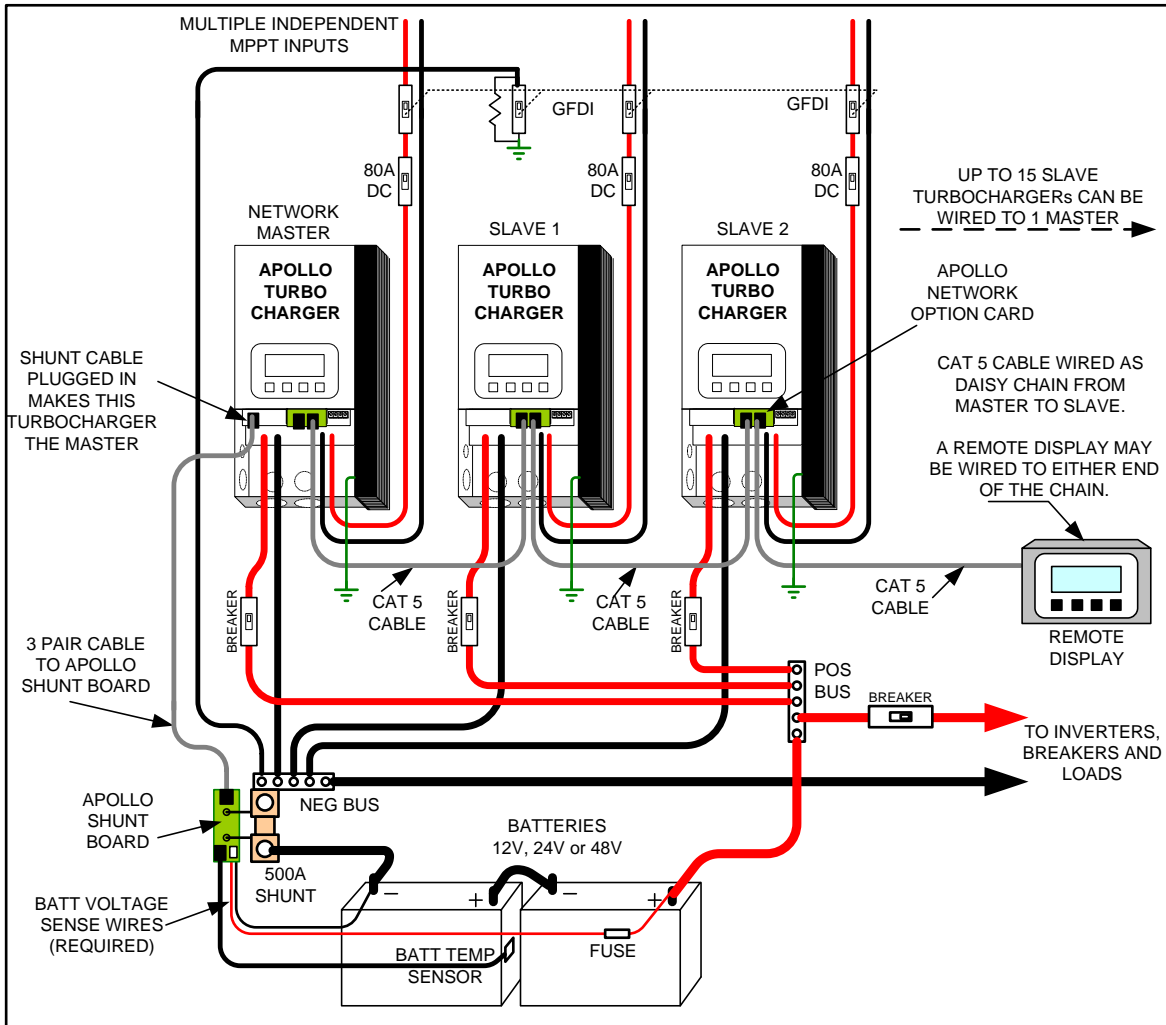 MULTIPLE INDEPENDENT
MPPT INPUTS
GFDI
GFDI
80A
DC
80A
DC
80A
DC
UP TO 15 SLAVE
TURBOCHARGERs CAN BE
WIRED TO 1 MASTER
NETWORK
MASTER
SLAVE 1
SLAVE 2
APOLLO
TURBO
CHARGER
APOLLO
TURBO
CHARGER
APOLLO
TURBO
CHARGER
APOLLO
NETWORK
OPTION CARD
SHUNT CABLE
PLUGGED IN
MAKES THIS
TURBOCHARGER
THE MASTER
CAT 5 CABLE WIRED AS
DAISY CHAIN FROM
MASTER TO SLAVE.
A REMOTE DISPLAY MAY
BE WIRED TO EITHER END
OF THE CHAIN.
CAT 5
CABLE
CAT 5
CABLE
CAT 5
CABLE
REMOTE
DISPLAY
BREAKER
BREAKER
BREAKER
3 PAIR CABLE
TO APOLLO
SHUNT BOARD
POS
BUS
BREAKER
TO INVERTERS,
BREAKERS AND
LOADS
NEG BUS
APOLLO
SHUNT
BOARD
500A
SHUNT
BATTERIES
12V, 24V or 48V
BATT VOLTAGE
SENSE WIRES
(REQUIRED)
−
+
−
+
BATT TEMP
SENSOR
FUSE